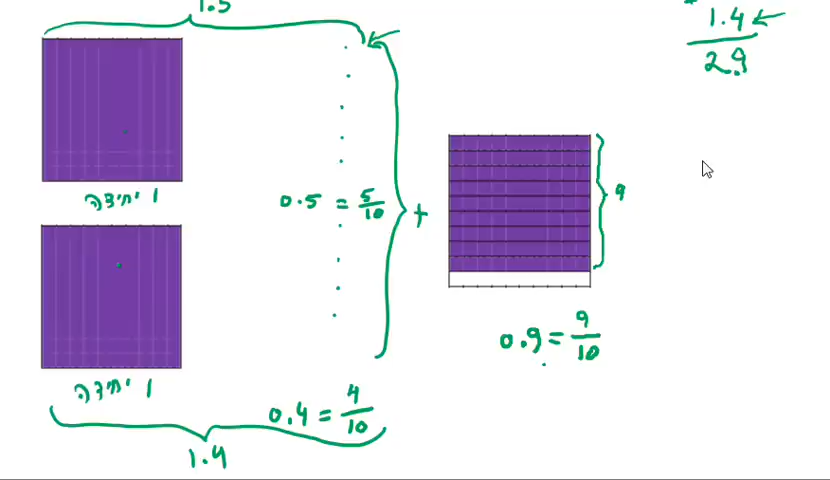 1.5
1.4
2.9
1 יחידה
0.5 = 5/10
+
9
1 יחידה
0.9 = 9/10
0.4 = 4/10
1.4